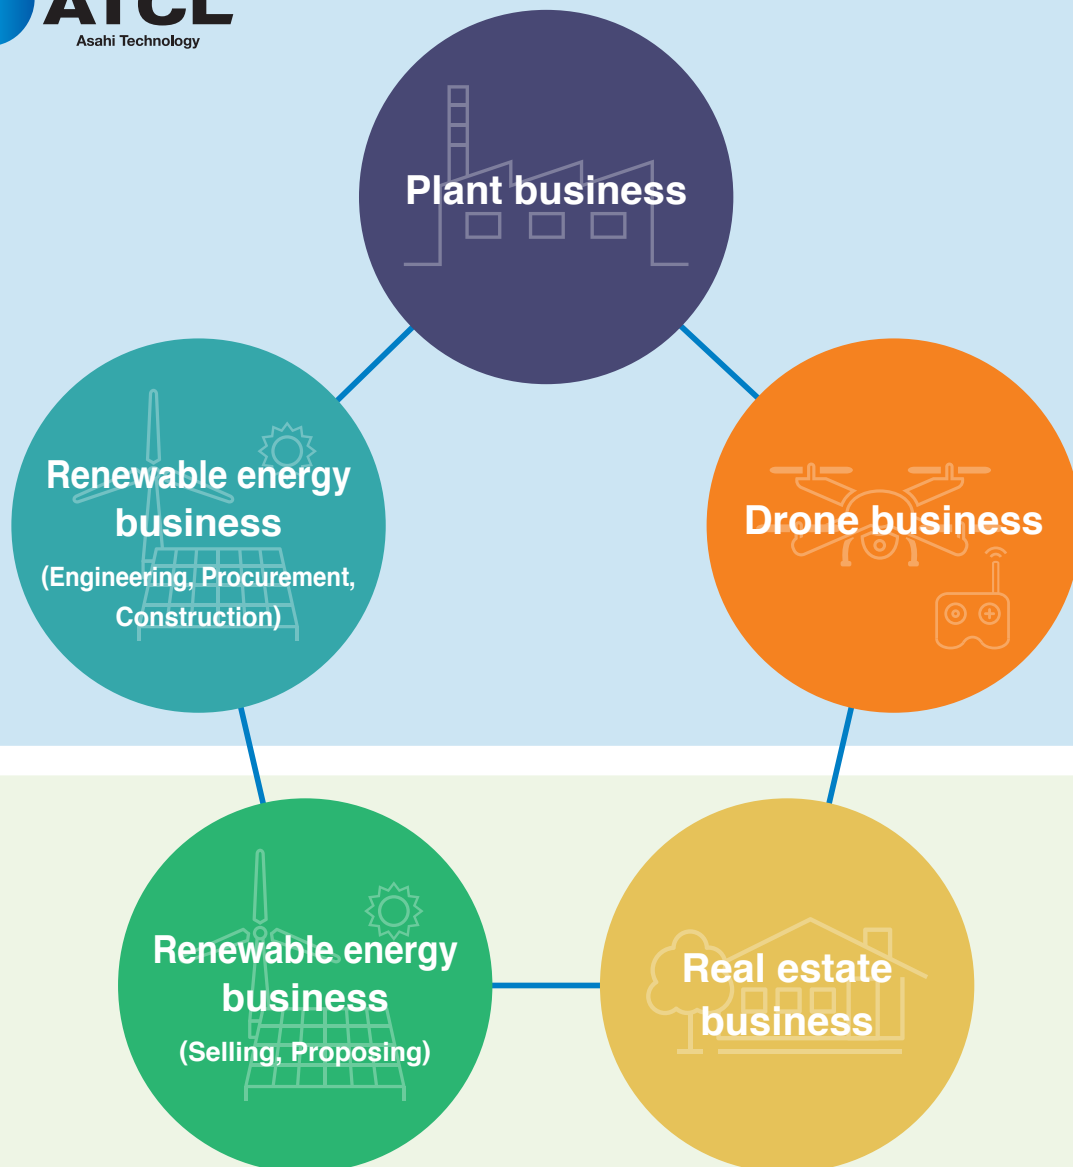 ATCL
Asahi Technology
Plant business
Renewable energy
business
(Engineering, Procurement,
Construction)
Drone business
Renewable energy
business
(Selling, Proposing)
Real estate
business